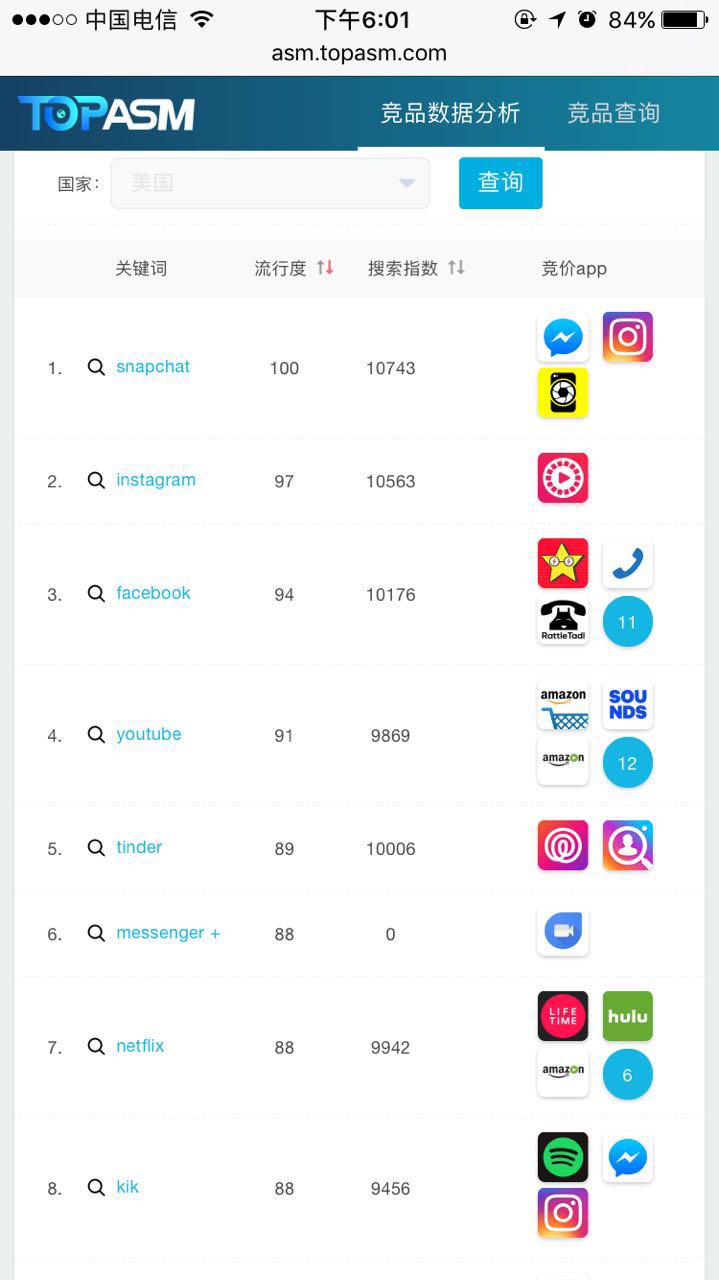 中国电信 下午6:01 84%
asm.topasm.com
TOPASM 竞品数据分析 竞品查询
国家: 美国 查询
关键词 流行度 搜索指数 竞价app
1. snapchat 100 10743
2. instagram 97 10563
3. facebook 94 10176
RattleTadl 11
4. youtube 91 9869
amazon SOU
NDS
amazon 12
5. tinder 89 10006
6. messenger + 88 0
7. netflix 88 9942
LIFE
TIME hulu
amazon 6
8. kik 88 9456